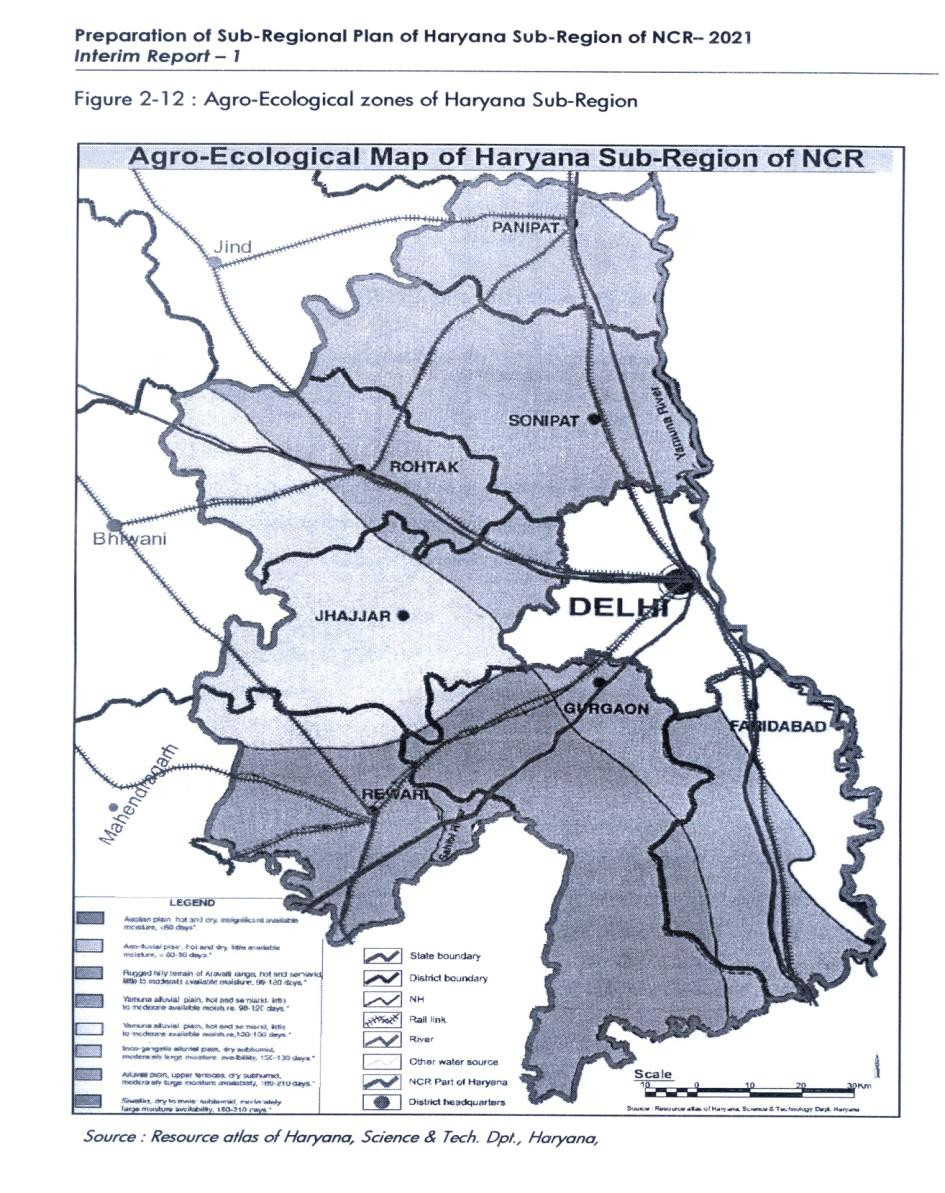 Preparation of Sub-Regional Plan of Haryana Sub-Region of NCR-- 2021
Interim Report – 1
Figure 2-12 : Agro-Ecological zones of Haryana Sub-Region
Agro-Ecological Map of Haryana Sub-Region of NCR
PANIPAT
Jind
SONIPAT
Yamuna River
ROHTAK
Bhiwani
DELHI
JHAJJAR
GURGAON
FARIDABAD
Mahendragarh
REWARI
LEGEND
Aeolian plain, hot and dry, insignificant available
moisture, <60 days"
Aeo-fluvial plain, hot and dry, little available
moisture, < 60-90 days."
Rugged hilly terrain of Aravalli range, hot and semiarid,
little to moderate available moisture, 90-120 days."
Yamuna alluvial plain, hot and semiarid, little
to moderate available moisture, 90-120 days."
Yamuna alluvial plain, hot and semiarid, little
to moderate available moisture, days."
Indo-gangetic alluvial plain, dry subhumid,
moderately large moisture availibility, days."
Alluvial plain, upper terraces, dry subhumid,
moderately large moisture availability, 180-210 days."
Siwaliks, dry to moist subhumid, moderately
large moisture availability, 180-210 days."
State boundary
District boundary
NH
Rail link
River
Other water source
NCR Part of Haryana
District headquarters
Scale
10 0 10 20 30Km
Source : Resource atlas of Haryana, Science & Technology Dept. Haryana
Source : Resource atlas of Haryana, Science & Tech. Dpt., Haryana,